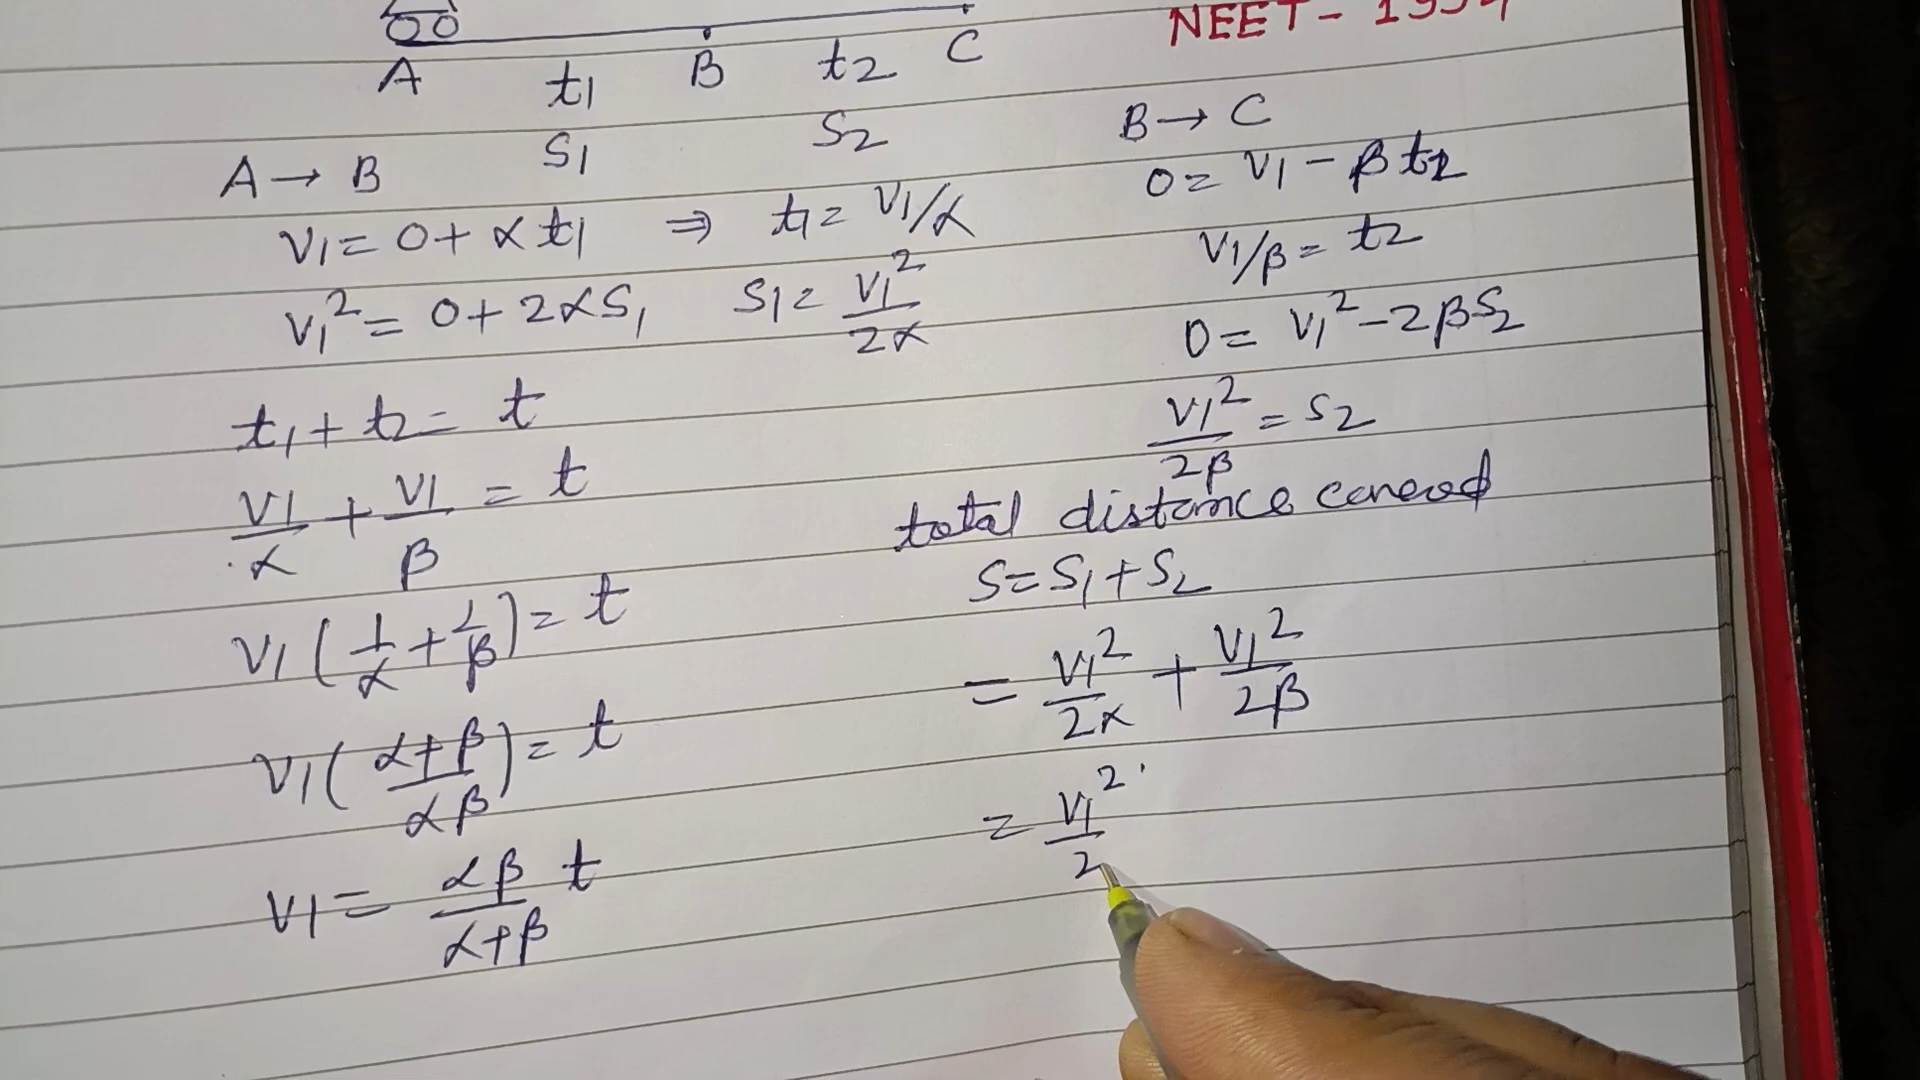 NEET-1994
A t1 B t2 C
S1 S2
A → B
V1 = 0 + αt1 ⇒ t1 = V1/α
V1² = 0 + 2αS1 S1 = V1²/2α
t1 + t2 = t
V1/α + V1/β = t
V1(1/α + 1/β) = t
V1(α+β/αβ) = t
V1 = αβ/α+β t
B → C
0 = V1 - βt2
V1/β = t2
0 = V1² - 2βS2
V1²/2β = S2
total distance covered
S = S1 + S2
= V1²/2α + V1²/2β
= V1²/2